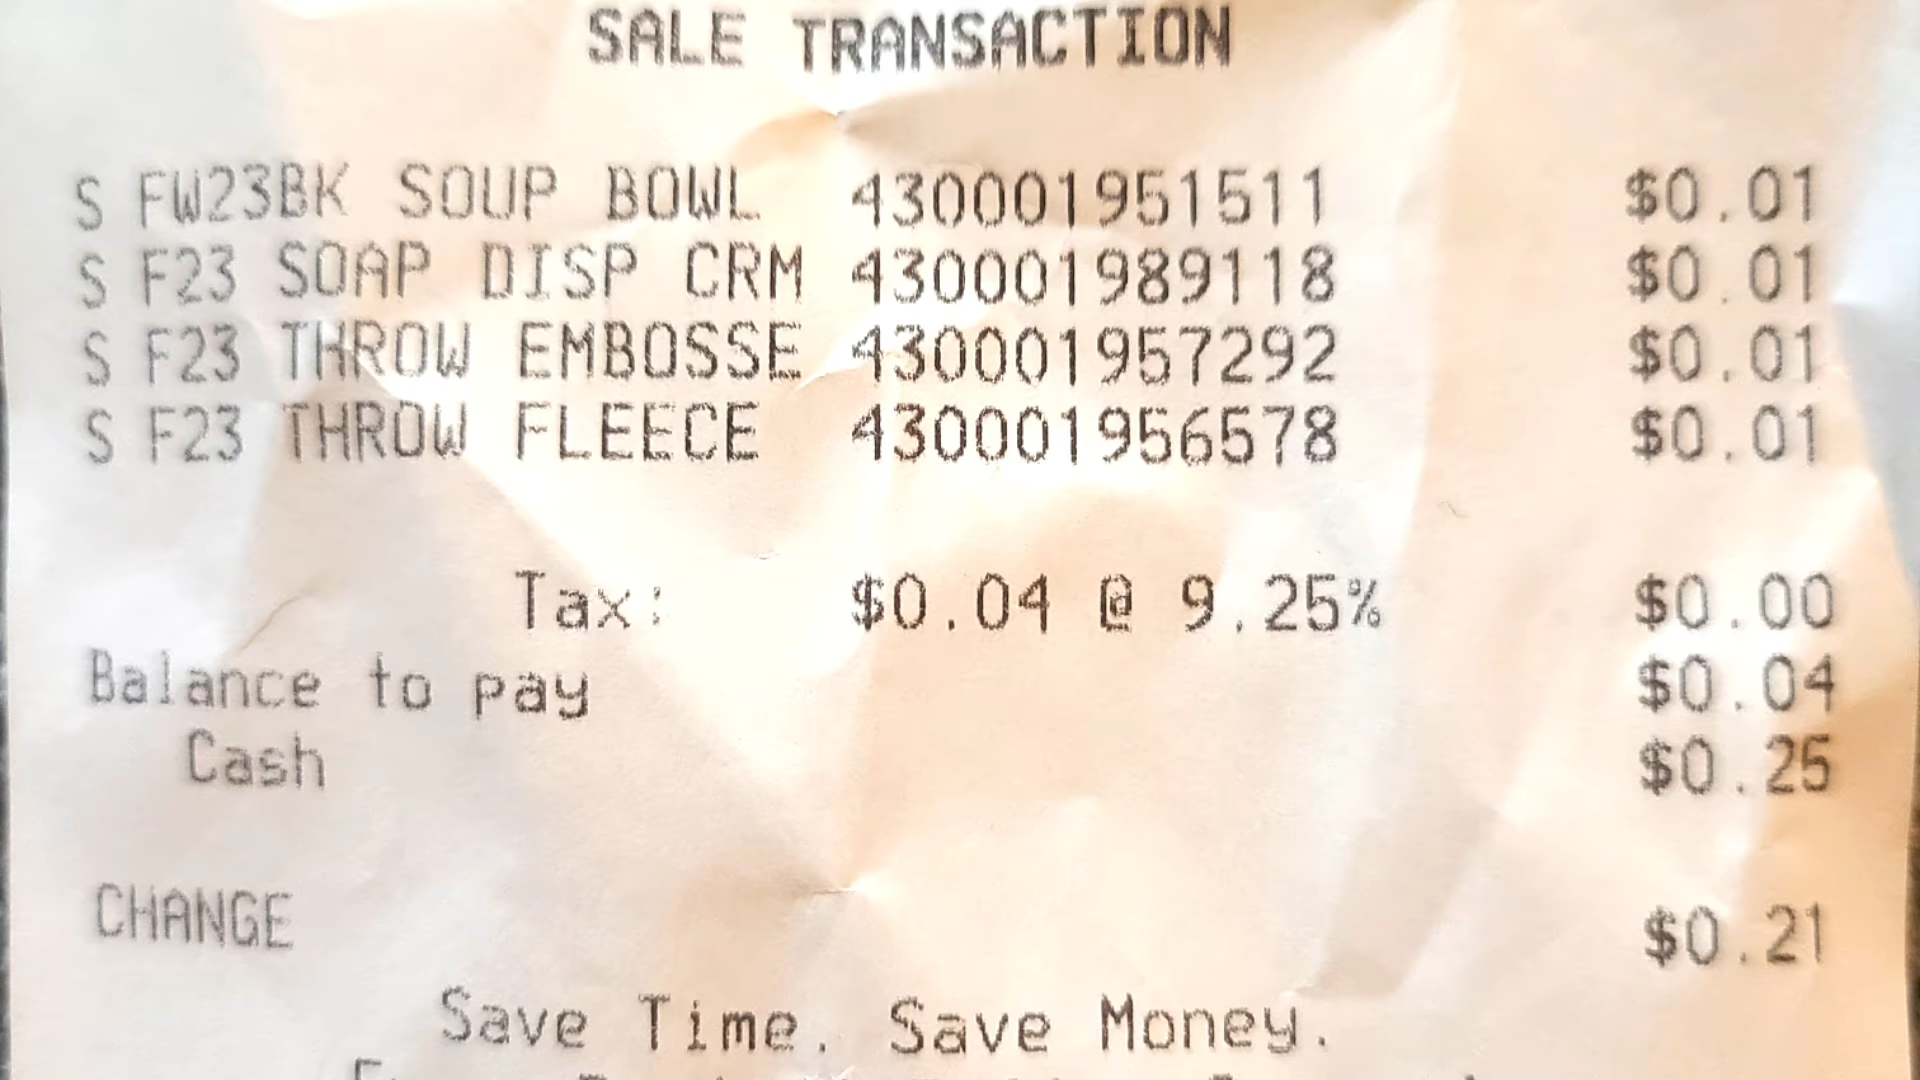 SALE TRANSACTION
S FW23BK SOUP BOWL 430001951511 $0.01
S F23 SOAP DISP CRM 430001989118 $0.01
S F23 THROW EMBOSSE 430001957292 $0.01
S F23 THROW FLEECE 430001956578 $0.01
Tax: $0.04 @ 9.25% $0.00
Balance to pay $0.04
Cash $0.25
CHANGE $0.21
Save Time. Save Money.